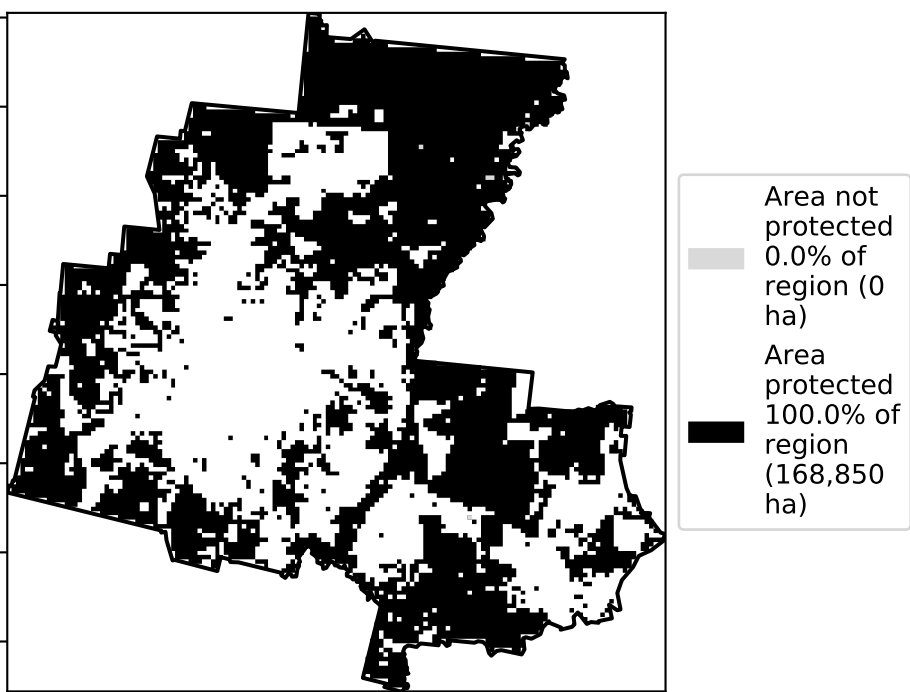 Area not
protected
0.0% of
region (0
ha)
Area
protected
100.0% of
region
(168,850
ha)